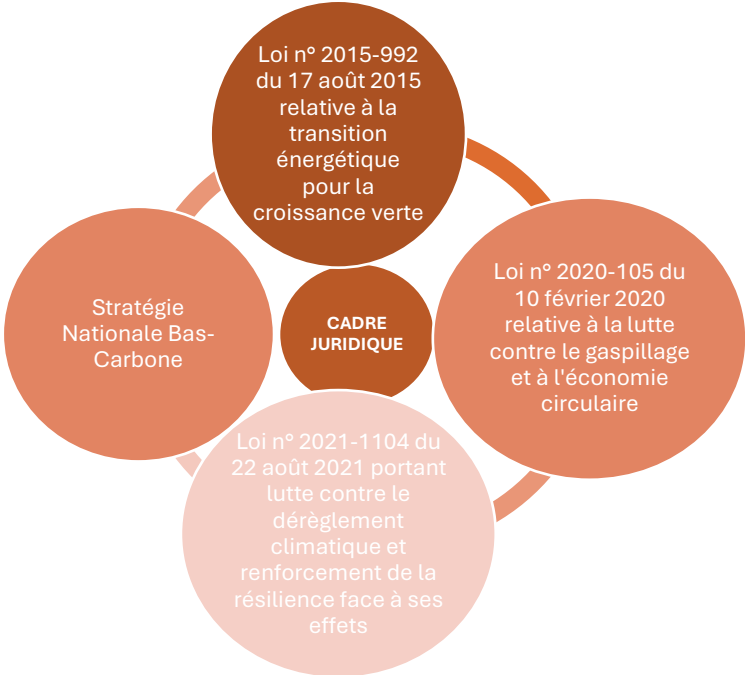 Loi n° 2015-992
du 17 août 2015
relative à la
transition
énergétique
pour la
croissance verte
Loi n° 2020-105 du
10 février 2020
relative à la lutte
contre le gaspillage
et à l'économie
circulaire
Stratégie
Nationale Bas-
Carbone
CADRE
JURIDIQUE
Loi n° 2021-1104 du
22 août 2021 portant
lutte contre le
dérèglement
climatique et
renforcement de la
résilience face à ses
effets